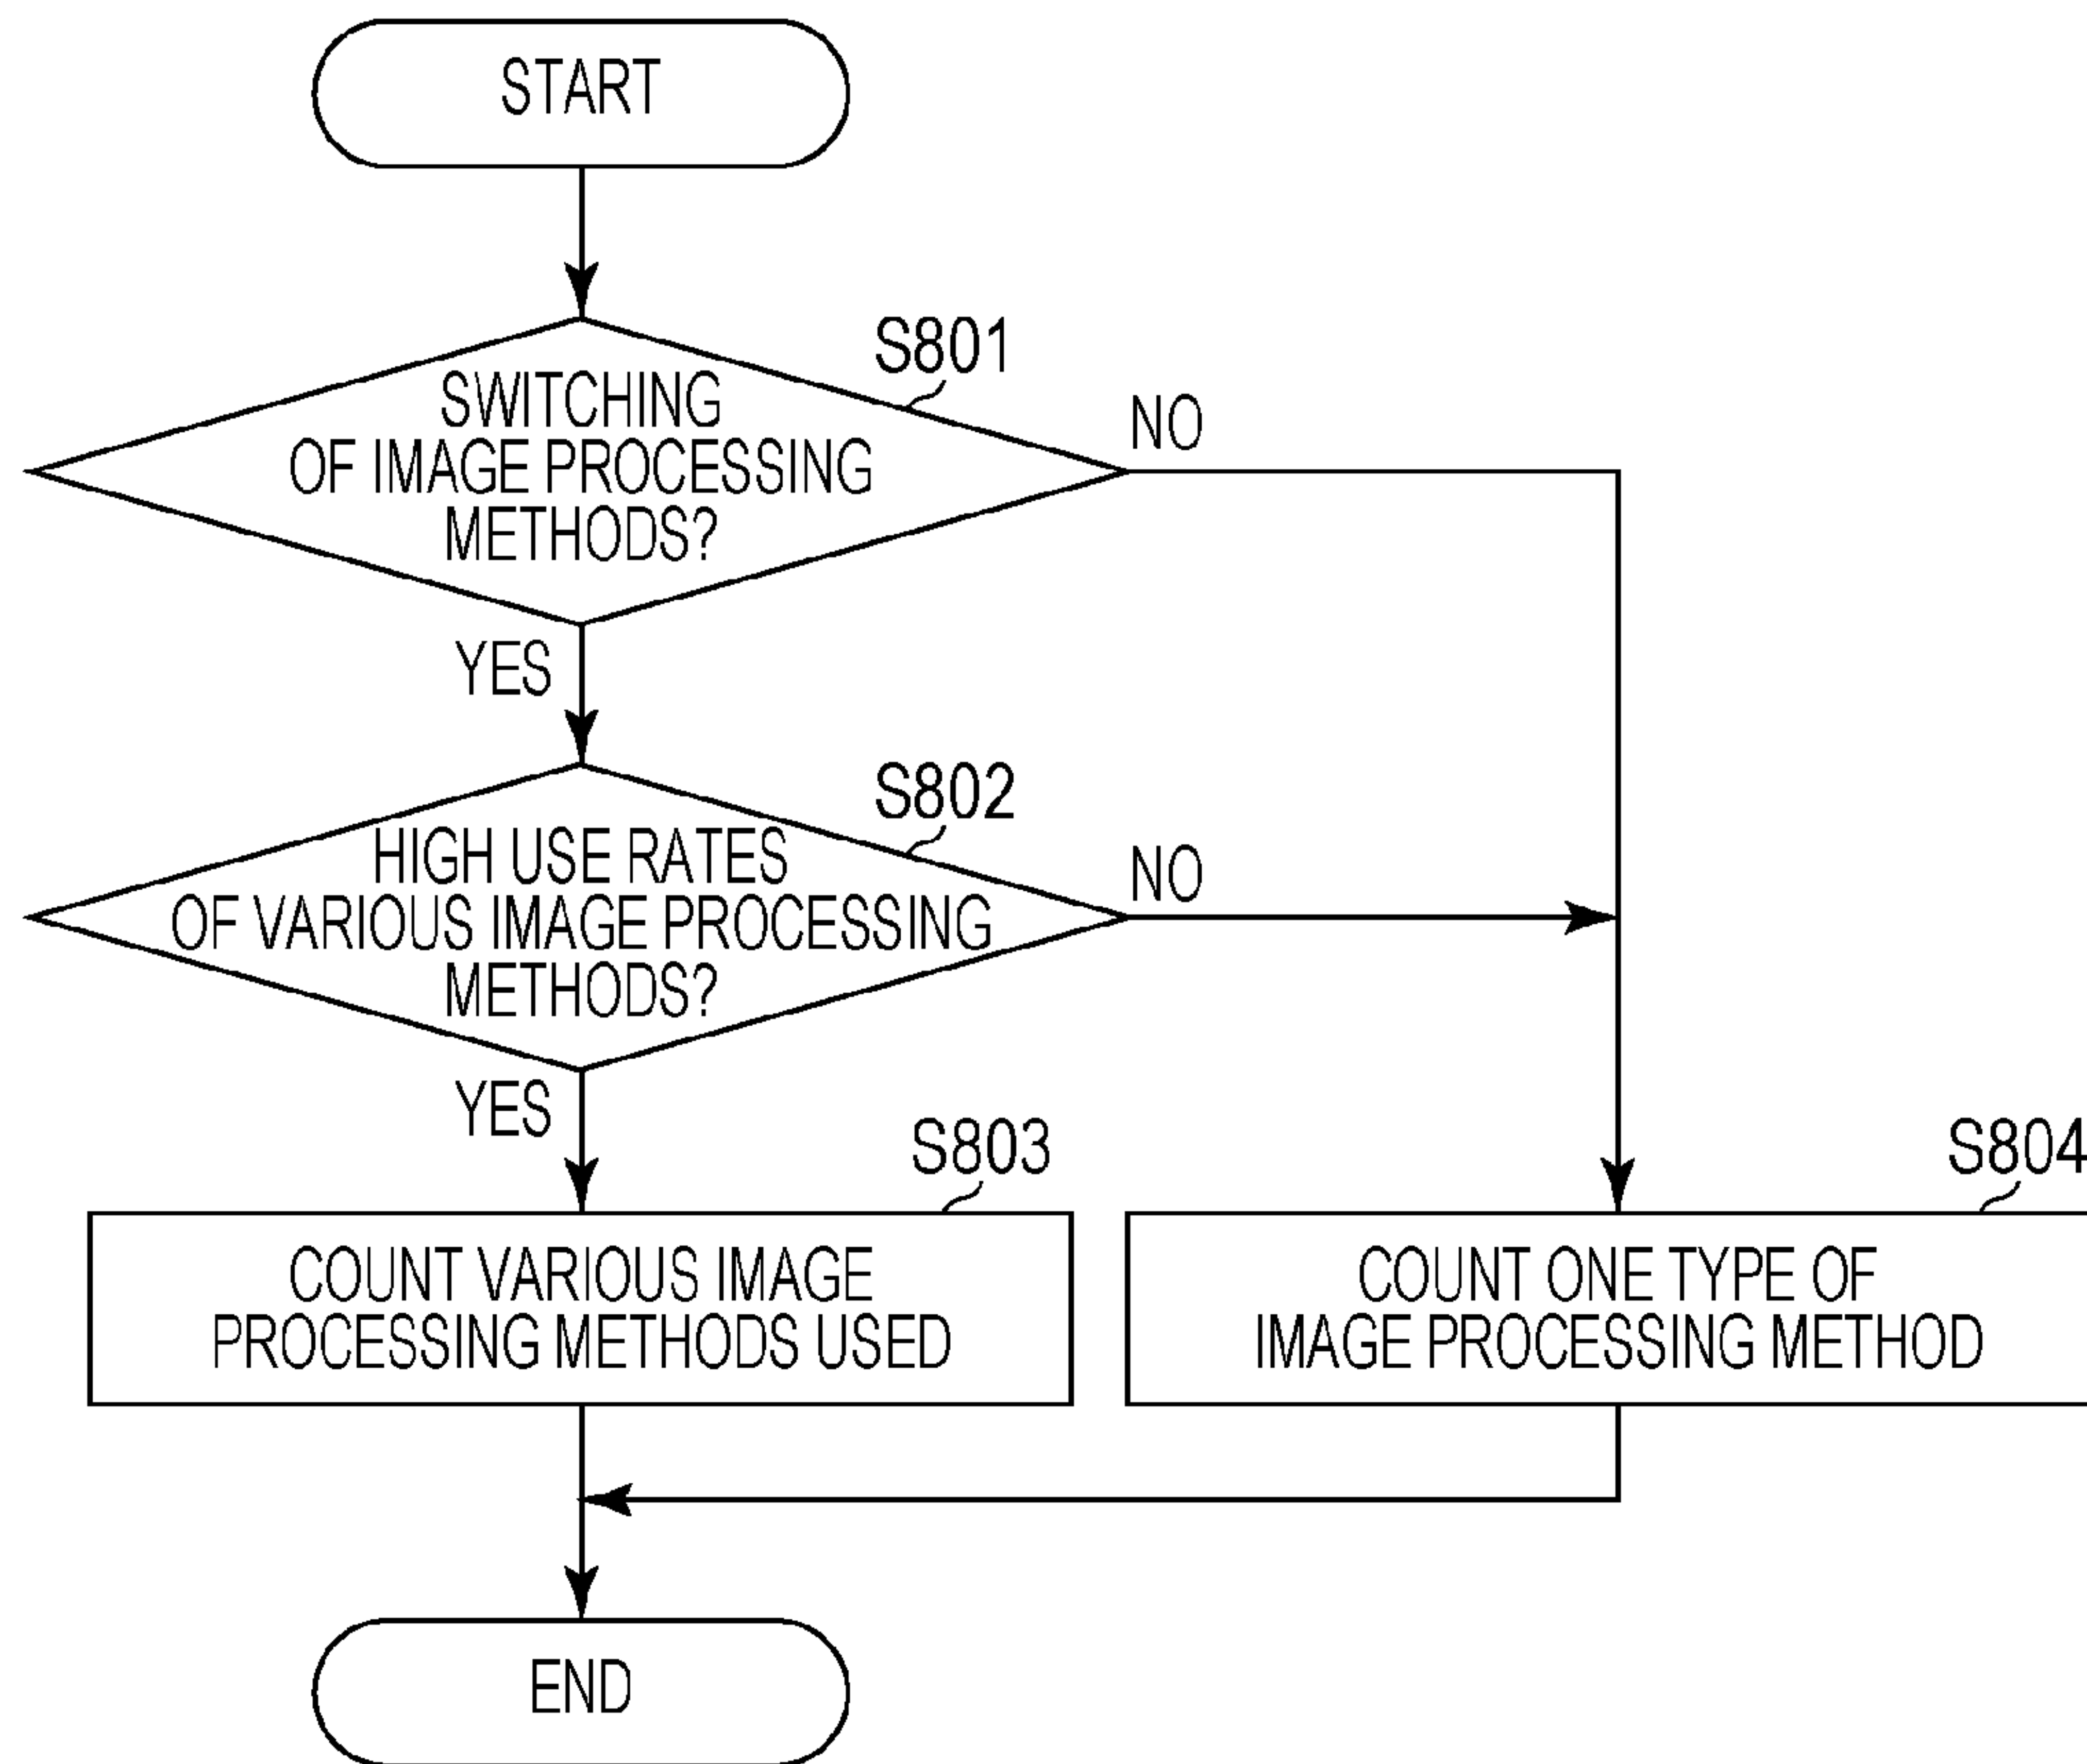 START
S801
SWITCHING
OF IMAGE PROCESSING
METHODS?
NO
YES
S802
HIGH USE RATES
OF VARIOUS IMAGE PROCESSING
METHODS?
NO
YES
S803
COUNT VARIOUS IMAGE
PROCESSING METHODS USED
S804
COUNT ONE TYPE OF
IMAGE PROCESSING METHOD
END